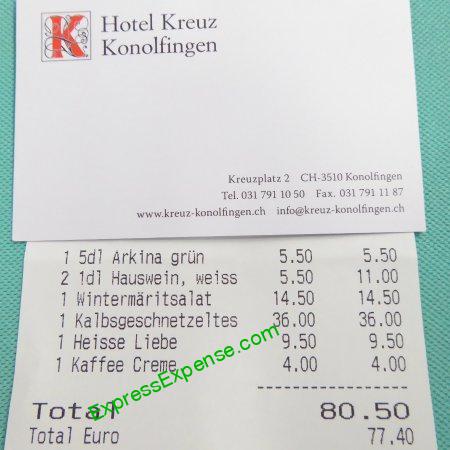 K
Hotel Kreuz
Konolfingen
Kreuzplatz 2 CH-3510 Konolfingen
Tel. 031 791 10 50 Fax. 031 791 11 87
www.kreuz-konolfingen.ch info@kreuz-konolfingen.ch
1 5dl Arkina grün 5.50 5.50
2 1dl Hauswein, weiss 5.50 11.00
1 Wintermäritsalat 14.50 14.50
1 Kalbsgeschnetzeltes 36.00 36.00
1 Heisse Liebe 9.50 9.50
1 Kaffee Creme 4.00 4.00
ExpressExpense.com
Total 80.50
Total Euro 77.40